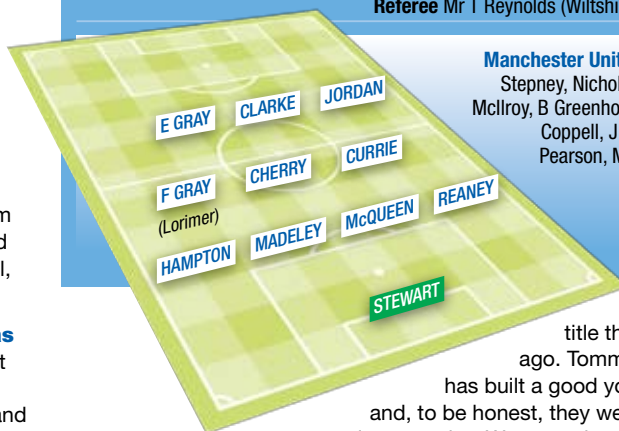 Referee Mr T Reynolds (Wiltshi
Manchester Unit
Stepney, Nichol
McIlroy, B Greenho
Coppell, J
Pearson, M
E GRAY CLARKE JORDAN
F GRAY CHERRY CURRIE
(Lorimer)
HAMPTON MADELEY McQUEEN REANEY
STEWART
m
d
l,
s
t
and
title th
ago. Tomm
has built a good yo
and, to be honest, they we